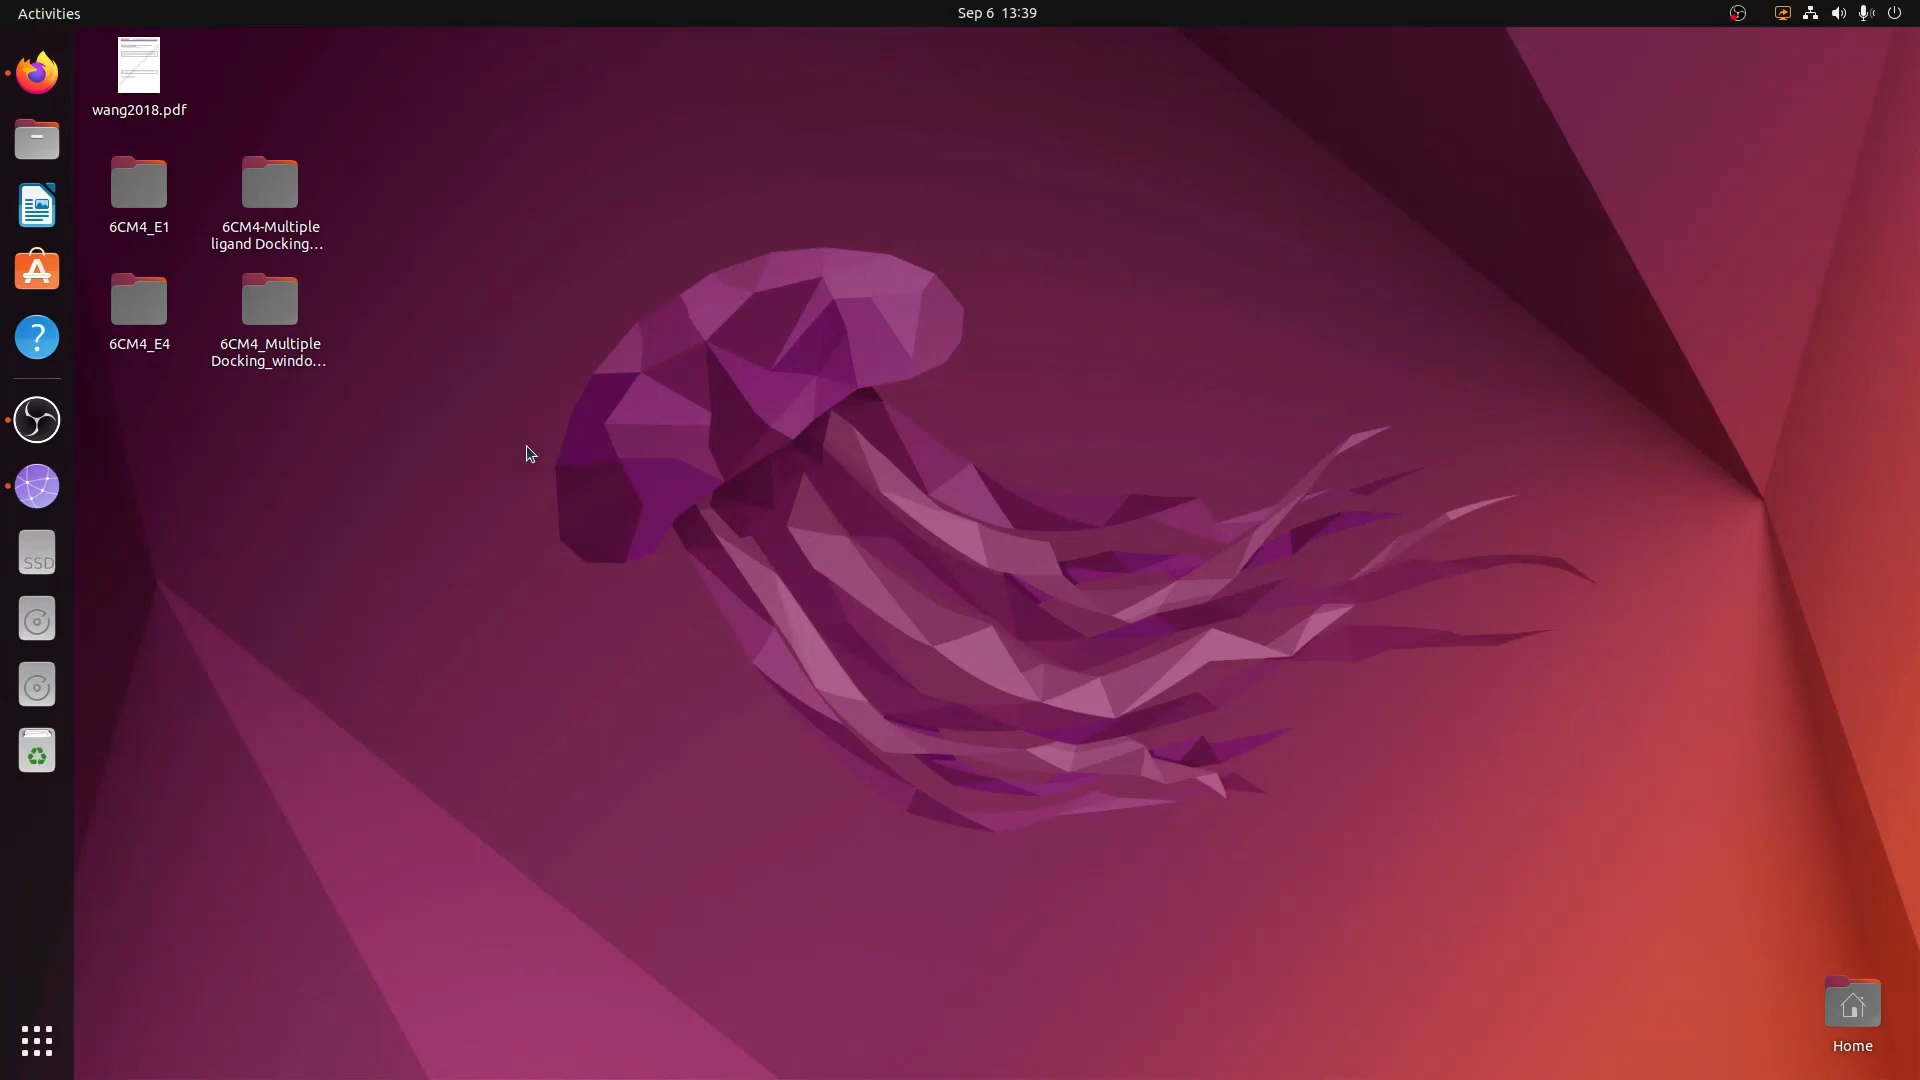 Activities
Sep 6 13:39
wang2018.pdf
6CM4_E1
6CM4-Multiple
ligand Docking...
6CM4_E4
6CM4_Multiple
Docking_windo...
SSD
Home